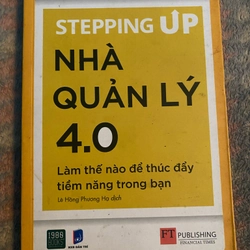 STEPPING UP
NHÀ
QUẢN LÝ
4.0
Làm thế nào để thúc đẩy
tiềm năng trong bạn
Lê Hồng Phương Hạ dịch
1980
BOOKS
FT PUBLISHING
FINANCIAL TIMES